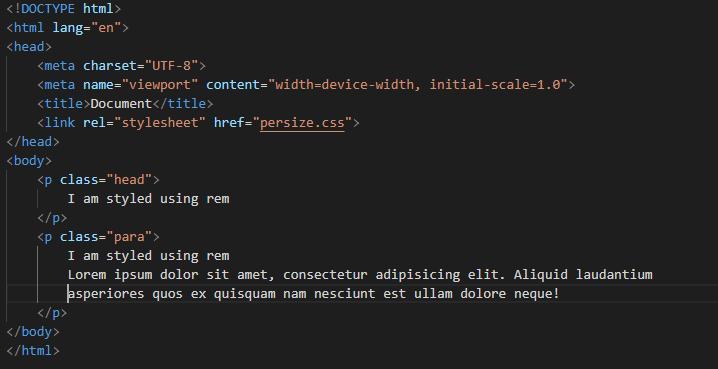 <!DOCTYPE html>
<html lang="en">
<head>
    <meta charset="UTF-8">
    <meta name="viewport" content="width=device-width, initial-scale=1.0">
    <title>Document</title>
    <link rel="stylesheet" href="persize.css">
</head>
<body>
    <p class="head">
        I am styled using rem
    </p>
    <p class="para">
        I am styled using rem
        Lorem ipsum dolor sit amet, consectetur adipisicing elit. Aliquid laudantium
        asperiores quos ex quisquam nam nesciunt est ullam dolore neque!
    </p>
</body>
</html>